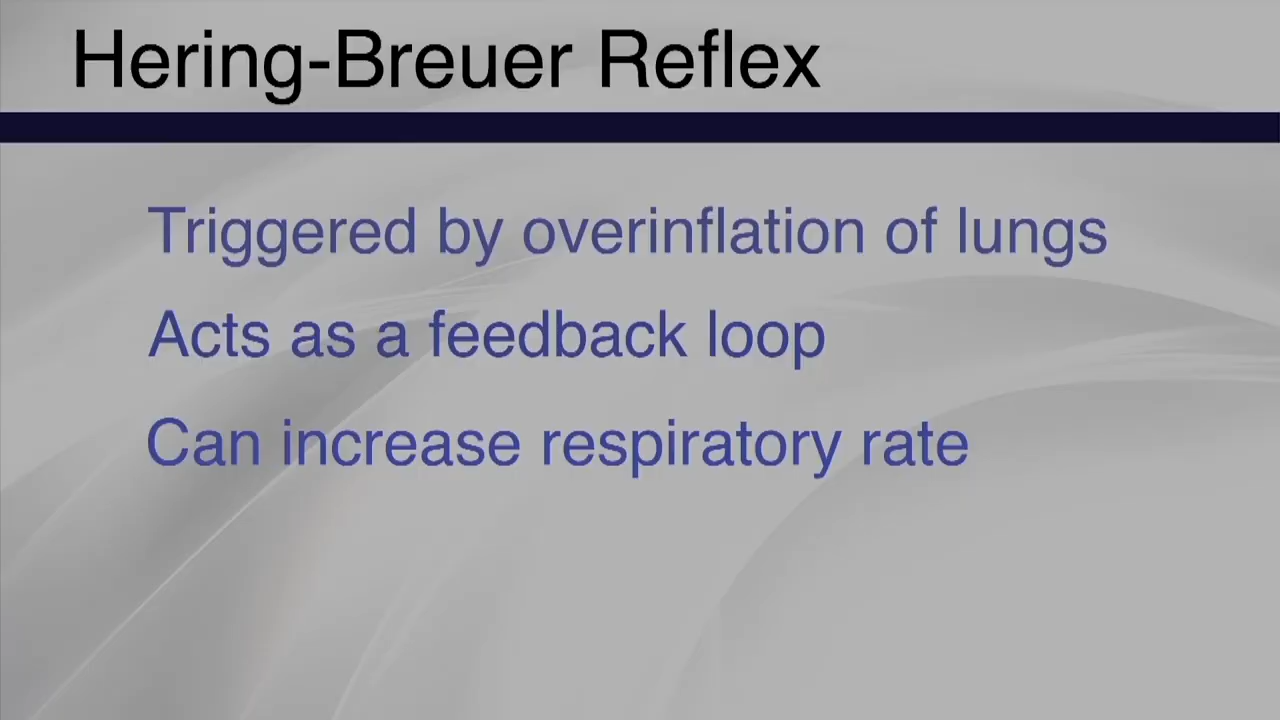 Hering-Breuer Reflex
Triggered by overinflation of lungs
Acts as a feedback loop
Can increase respiratory rate